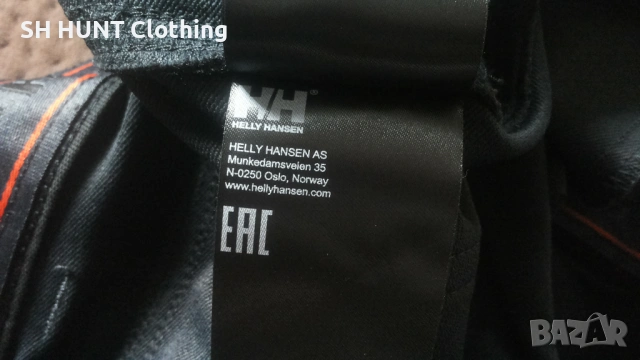 SH HUNT Clothing
HH
HELLY HANSEN
HELLY HANSEN AS
Munkedamsveien 35
N-0250 Oslo, Norway
www.hellyhansen.com
EAC
BAZAR